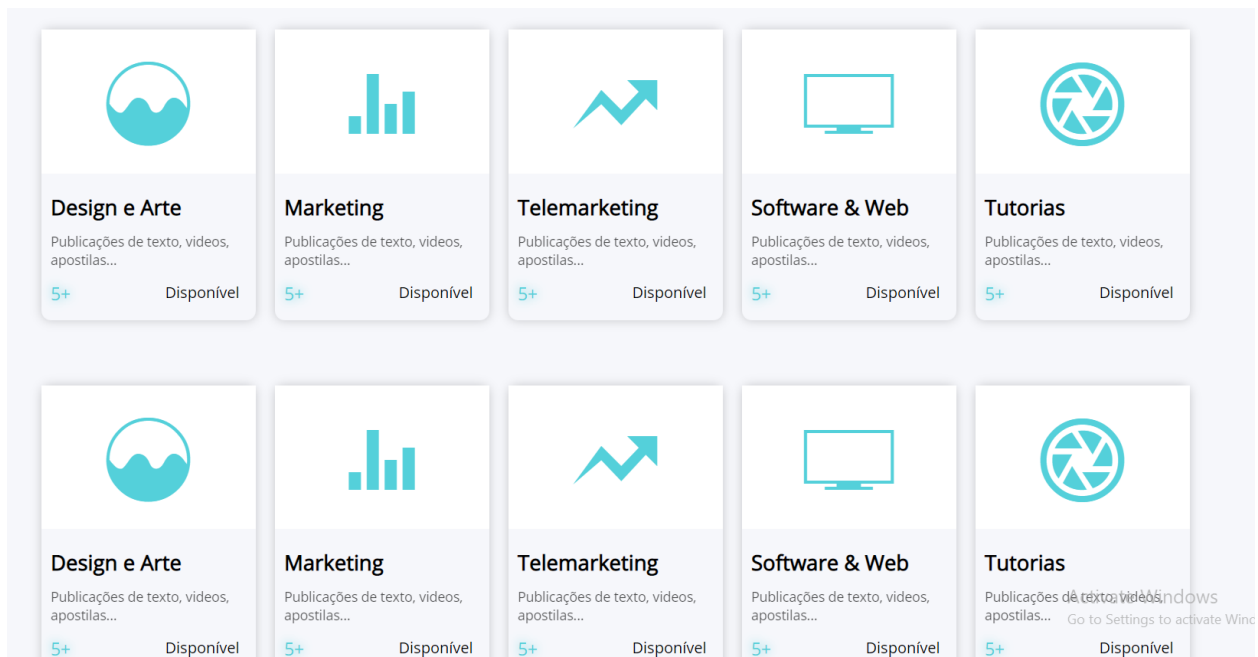 Design e Arte
Publicações de texto, videos,
apostilas...
5+ Disponível
Marketing
Publicações de texto, videos,
apostilas...
5+ Disponível
Telemarketing
Publicações de texto, videos,
apostilas...
5+ Disponível
Software & Web
Publicações de texto, videos,
apostilas...
5+ Disponível
Tutorias
Publicações de texto, videos,
apostilas...
5+ Disponível
Design e Arte
Publicações de texto, videos,
apostilas...
5+ Disponível
Marketing
Publicações de texto, videos,
apostilas...
5+ Disponível
Telemarketing
Publicações de texto, videos,
apostilas...
5+ Disponível
Software & Web
Publicações de texto, videos,
apostilas...
5+ Disponível
Tutorias
Publicações de texto, videos,
apostilas...
5+ Disponível
Activate Windows
Go to Settings to activate Winc